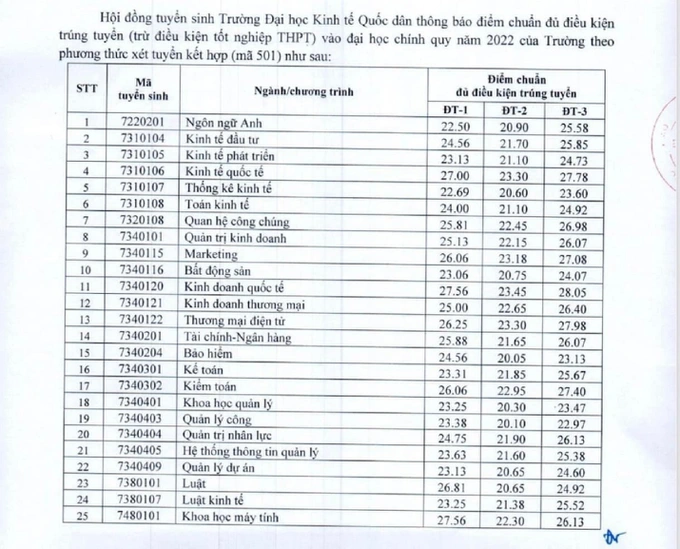 Hội đồng tuyển sinh Trường Đại học Kinh tế Quốc dân thông báo điểm chuẩn đủ điều kiện
trúng tuyển (trừ điều kiện tốt nghiệp THPT) vào đại học chính quy năm 2022 của Trường theo
phương thức xét tuyển kết hợp (mã 501) như sau:
STT Mã tuyển sinh Ngành/chương trình Điểm chuẩn đủ điều kiện trúng tuyển
ĐT-1 ĐT-2 ĐT-3
1 7220201 Ngôn ngữ Anh 22.50 20.90 25.58
2 7310104 Kinh tế đầu tư 24.56 21.70 25.85
3 7310105 Kinh tế phát triển 23.13 21.10 24.73
4 7310106 Kinh tế quốc tế 27.00 23.30 27.78
5 7310107 Thống kê kinh tế 22.69 20.60 23.60
6 7310108 Toán kinh tế 24.00 21.10 24.92
7 7320108 Quan hệ công chúng 25.81 22.45 26.98
8 7340101 Quản trị kinh doanh 25.13 22.15 26.07
9 7340115 Marketing 26.06 23.18 27.08
10 7340116 Bất động sản 23.06 20.75 24.07
11 7340120 Kinh doanh quốc tế 27.56 23.45 28.05
12 7340121 Kinh doanh thương mại 25.00 22.65 26.40
13 7340122 Thương mại điện tử 26.25 23.30 27.98
14 7340201 Tài chính-Ngân hàng 25.88 21.65 26.07
15 7340204 Bảo hiểm 24.56 20.05 23.13
16 7340301 Kế toán 23.31 21.85 25.67
17 7340302 Kiểm toán 26.06 22.95 27.40
18 7340401 Khoa học quản lý 23.25 20.30 23.47
19 7340403 Quản lý công 23.38 20.10 22.97
20 7340404 Quản trị nhân lực 24.75 21.90 26.13
21 7340405 Hệ thống thông tin quản lý 23.63 21.60 25.38
22 7340409 Quản lý dự án 23.13 20.65 24.60
23 7380101 Luật 26.81 20.65 24.92
24 7380107 Luật kinh tế 23.25 21.38 25.52
25 7480101 Khoa học máy tính 27.56 22.30 26.13